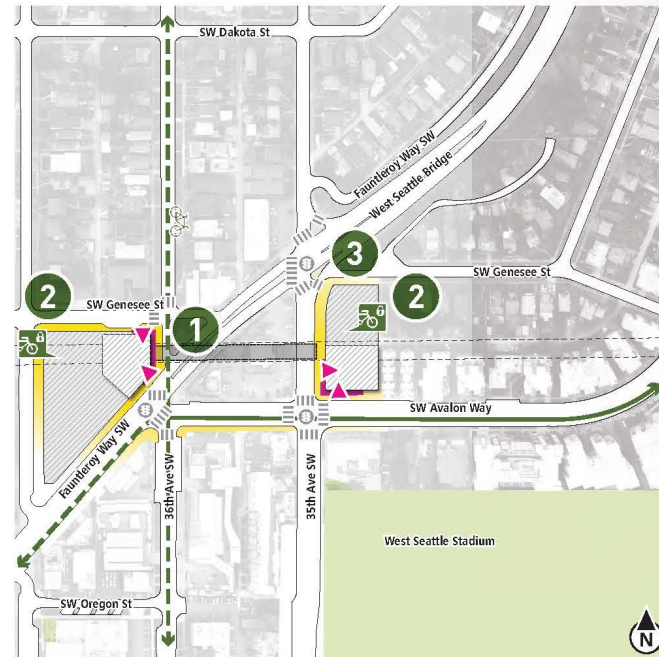 SW Dakota St
Fauntleroy Way SW
West Seattle Bridge
3
SW Genesee St
2
SW Genesee St
2
1
SW Avalon Way
Fauntleroy Way SW
36th Ave SW
35th Ave SW
West Seattle Stadium
SW Oregon St
N